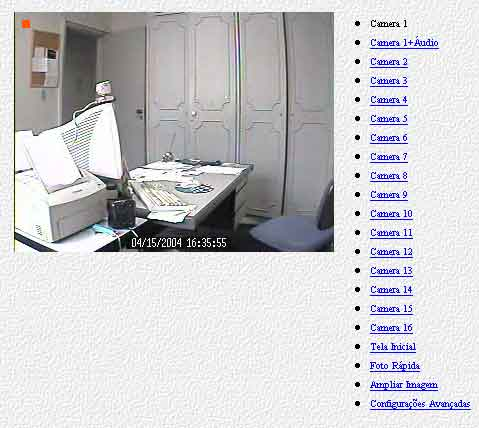 04/15/2004 16:35:55
Camera 1
Camera 1+Áudio
Camera 2
Camera 3
Camera 4
Camera 5
Camera 6
Camera 7
Camera 8
Camera 9
Camera 10
Camera 11
Camera 12
Camera 13
Camera 14
Camera 15
Camera 16
Tela Inicial
Foto Rápida
Ampliar Imagem
Configurações Avançadas